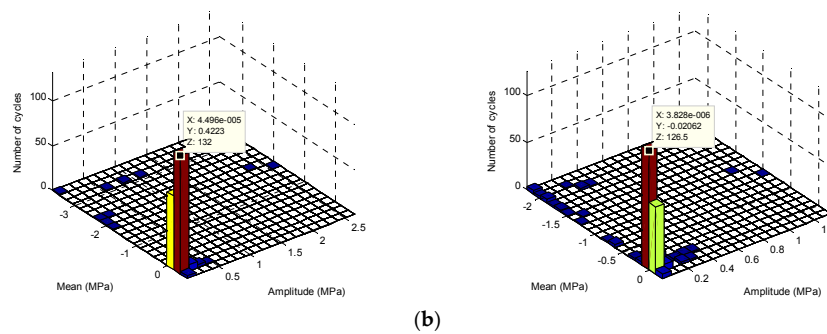 Number of cycles
100
50
0
X: 4.496e-005
Y: 0.4223
Z: 132
-3
-2
-1
0
0.5
1
1.5
2
2.5
Mean (MPa)
Amplitude (MPa)
Number of cycles
100
50
0
X: 3.828e-006
Y: -0.02062
Z: 126.5
-2
-1.5
-1
-0.5
0
0.2
0.4
0.6
0.8
1
Mean (MPa)
Amplitude (MPa)
(b)